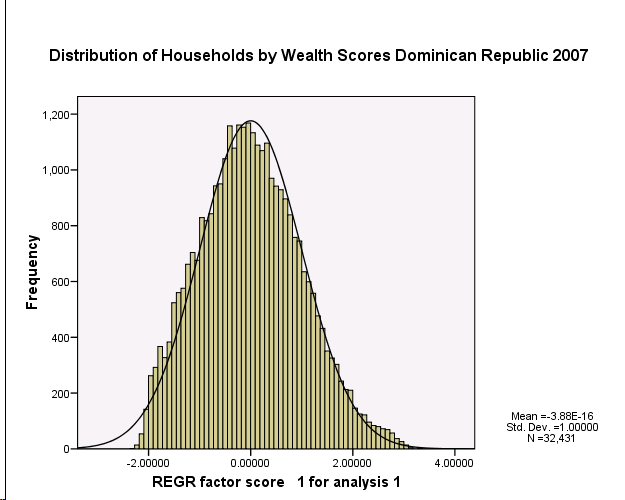 Distribution of Households by Wealth Scores Dominican Republic 2007
1,200
1,000
800
600
400
200
0
Frequency
-2.00000 0.00000 2.00000 4.00000
REGR factor score 1 for analysis 1
Mean =-3.88E-16
Std. Dev. =1.00000
N =32,431